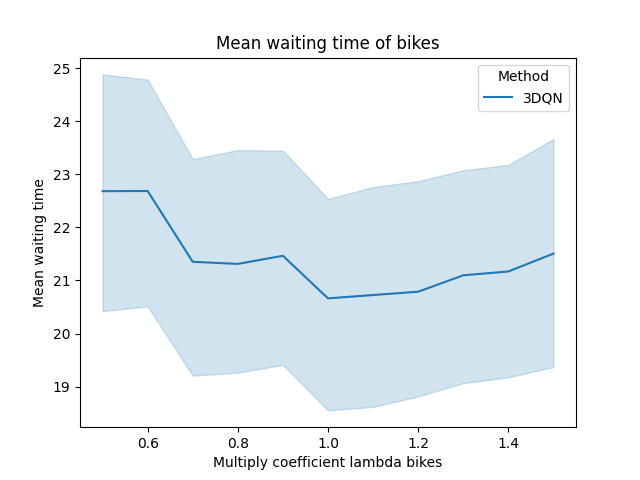 Mean waiting time of bikes
Method
3DQN
Mean waiting time
25
24
23
22
21
20
19
0.6 0.8 1.0 1.2 1.4
Multiply coefficient lambda bikes